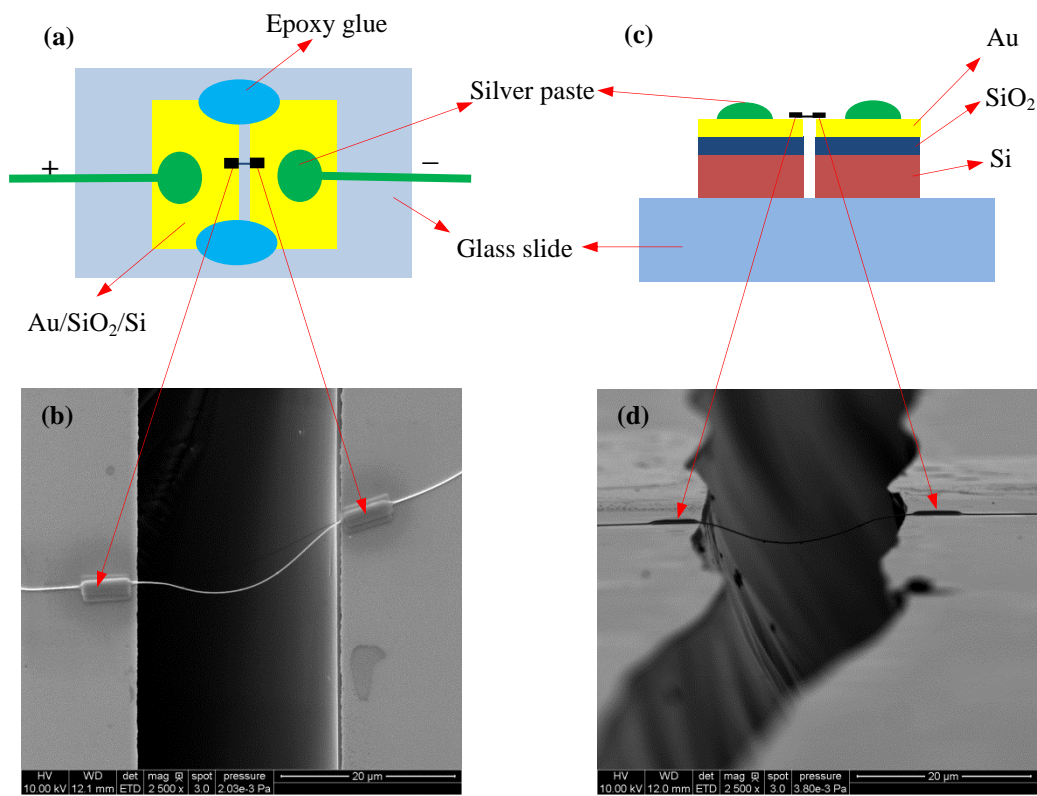 (a)
Epoxy glue
Silver paste
+
−
Glass slide
Au/SiO₂/Si
(c)
Au
SiO₂
Si
(b)
HV WD det mag spot pressure 20 µm
10.00 kV 12.1 mm ETD 2 500 x 3.0 2.03e-3 Pa
(d)
HV WD det mag spot pressure 20 µm
10.00 kV 12.0 mm ETD 2 500 x 3.0 3.80e-3 Pa